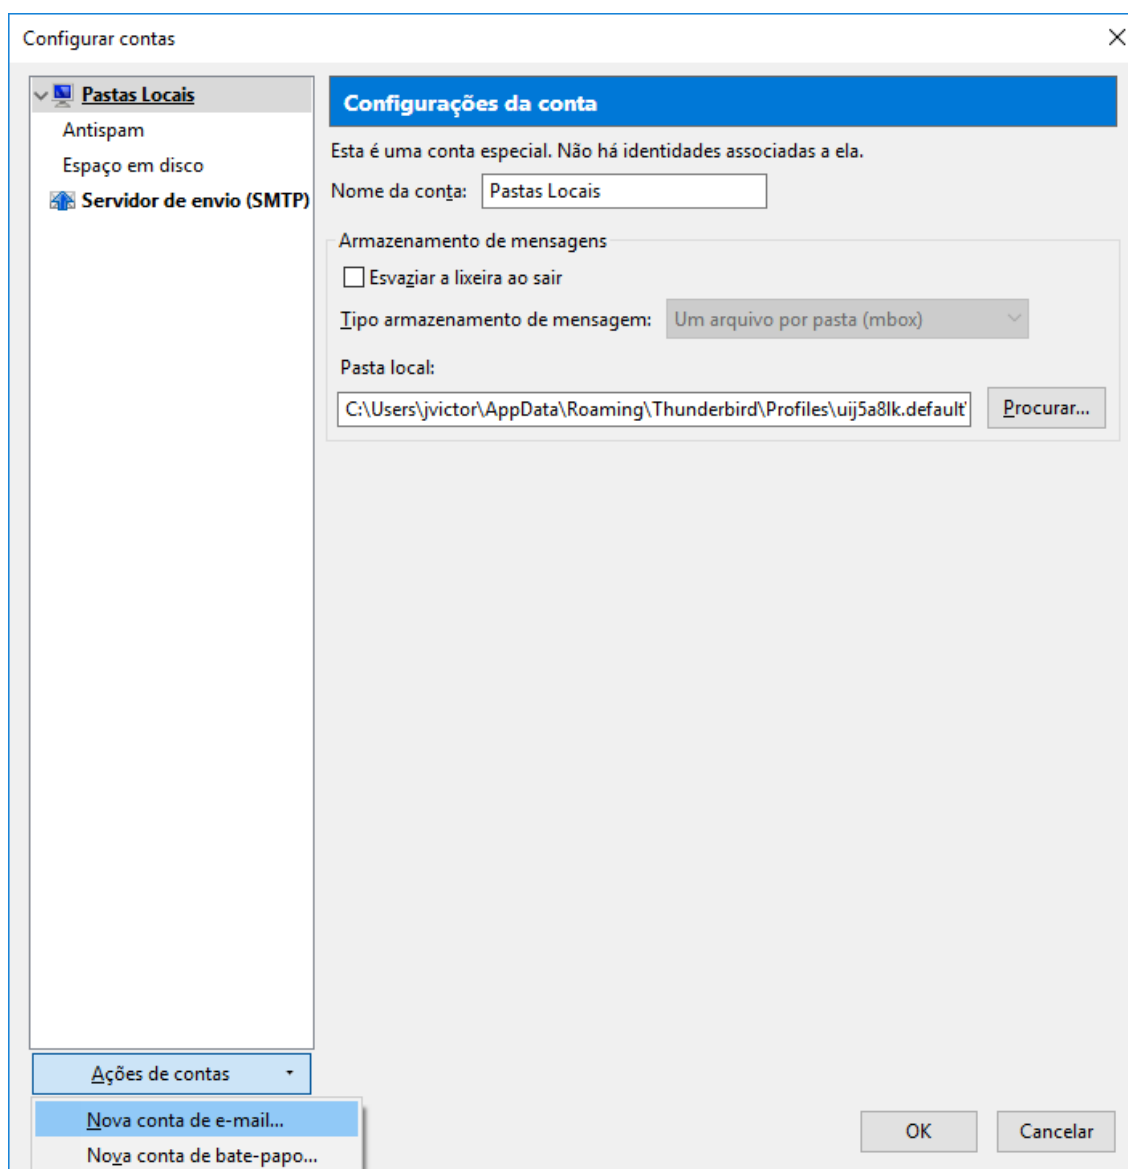 Configurar contas
Pastas Locais
Antispam
Espaço em disco
Servidor de envio (SMTP)
Configurações da conta
Esta é uma conta especial. Não há identidades associadas a ela.
Nome da conta: Pastas Locais
Armazenamento de mensagens
Esvaziar a lixeira ao sair
Tipo armazenamento de mensagem: Um arquivo por pasta (mbox)
Pasta local:
C:\Users\jvictor\AppData\Roaming\Thunderbird\Profiles\uij5a8lk.default\ Procurar...
Ações de contas
Nova conta de e-mail...
Nova conta de bate-papo...
OK Cancelar